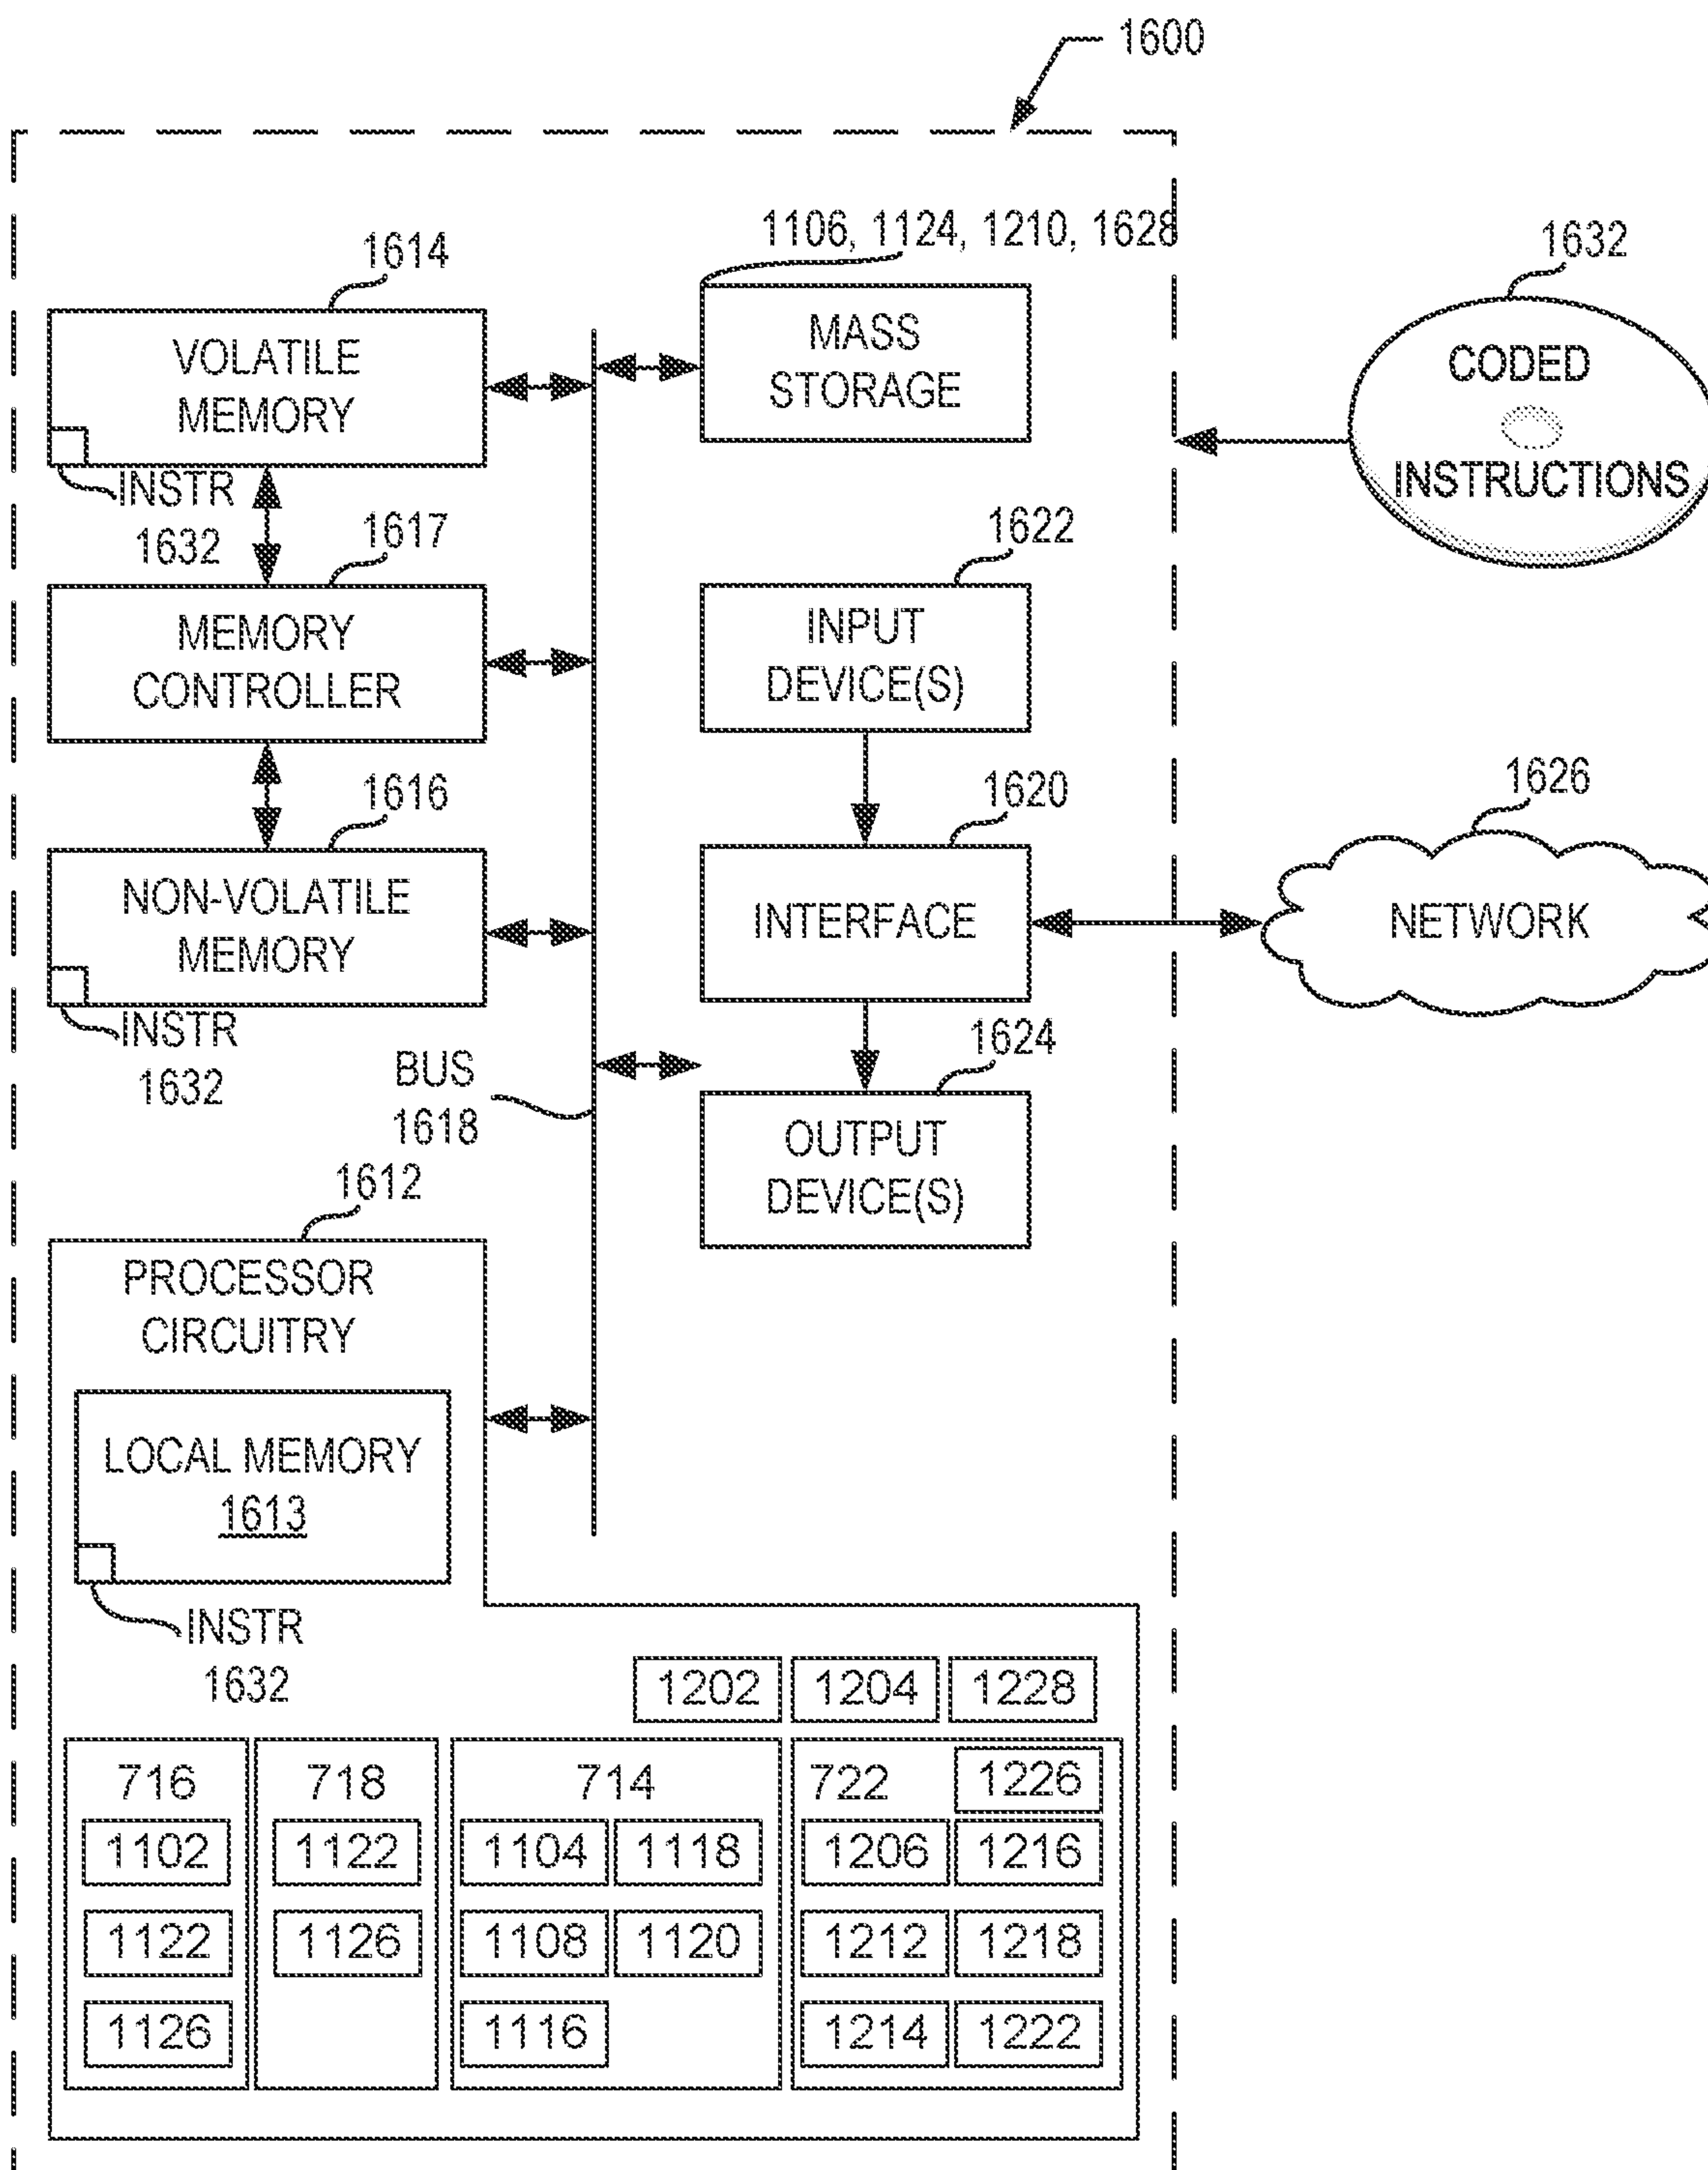 1600
1106, 1124, 1210, 1628
1614
VOLATILE
MEMORY
INSTR
1632
MASS
STORAGE
1632
CODED
INSTRUCTIONS
1617
MEMORY
CONTROLLER
1622
INPUT
DEVICE(S)
1616
NON-VOLATILE
MEMORY
INSTR
1632
1620
INTERFACE
1626
NETWORK
BUS
1618
1624
OUTPUT
DEVICE(S)
1612
PROCESSOR
CIRCUITRY
LOCAL MEMORY
1613
INSTR
1632
1202 1204 1228
716 718 714 722 1226
1102 1122 1104 1118 1206 1216
1122 1126 1108 1120 1212 1218
1126 1116 1214 1222